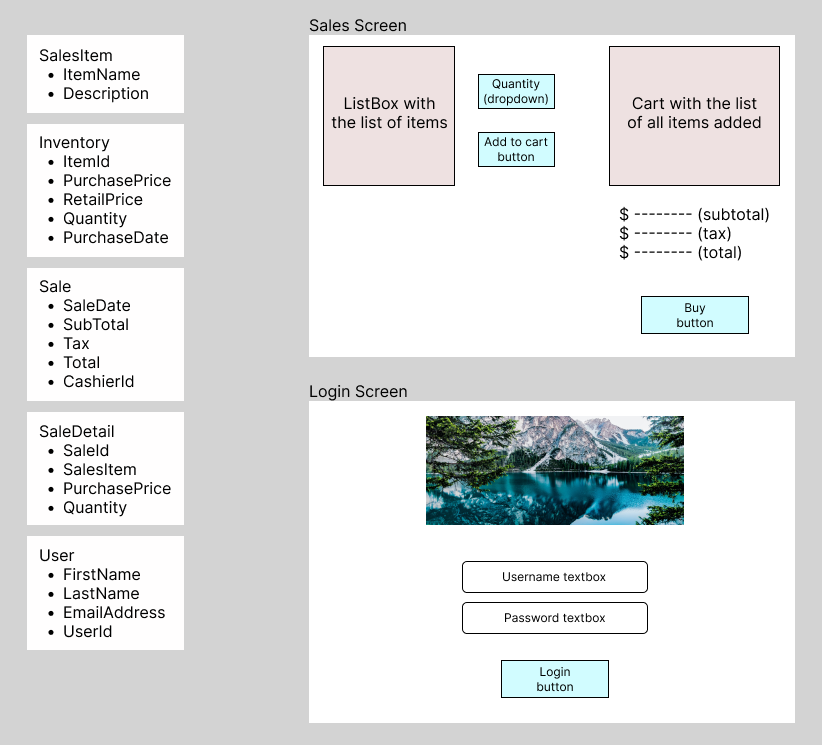 SalesItem
• ItemName
• Description
Inventory
• ItemId
• PurchasePrice
• RetailPrice
• Quantity
• PurchaseDate
Sale
• SaleDate
• SubTotal
• Tax
• Total
• CashierId
SaleDetail
• SaleId
• SalesItem
• PurchasePrice
• Quantity
User
• FirstName
• LastName
• EmailAddress
• UserId
Sales Screen
ListBox with
the list of items
Quantity
(dropdown)
Add to cart
button
Cart with the list
of all items added
$ -------- (subtotal)
$ -------- (tax)
$ -------- (total)
Buy
button
Login Screen
Username textbox
Password textbox
Login
button